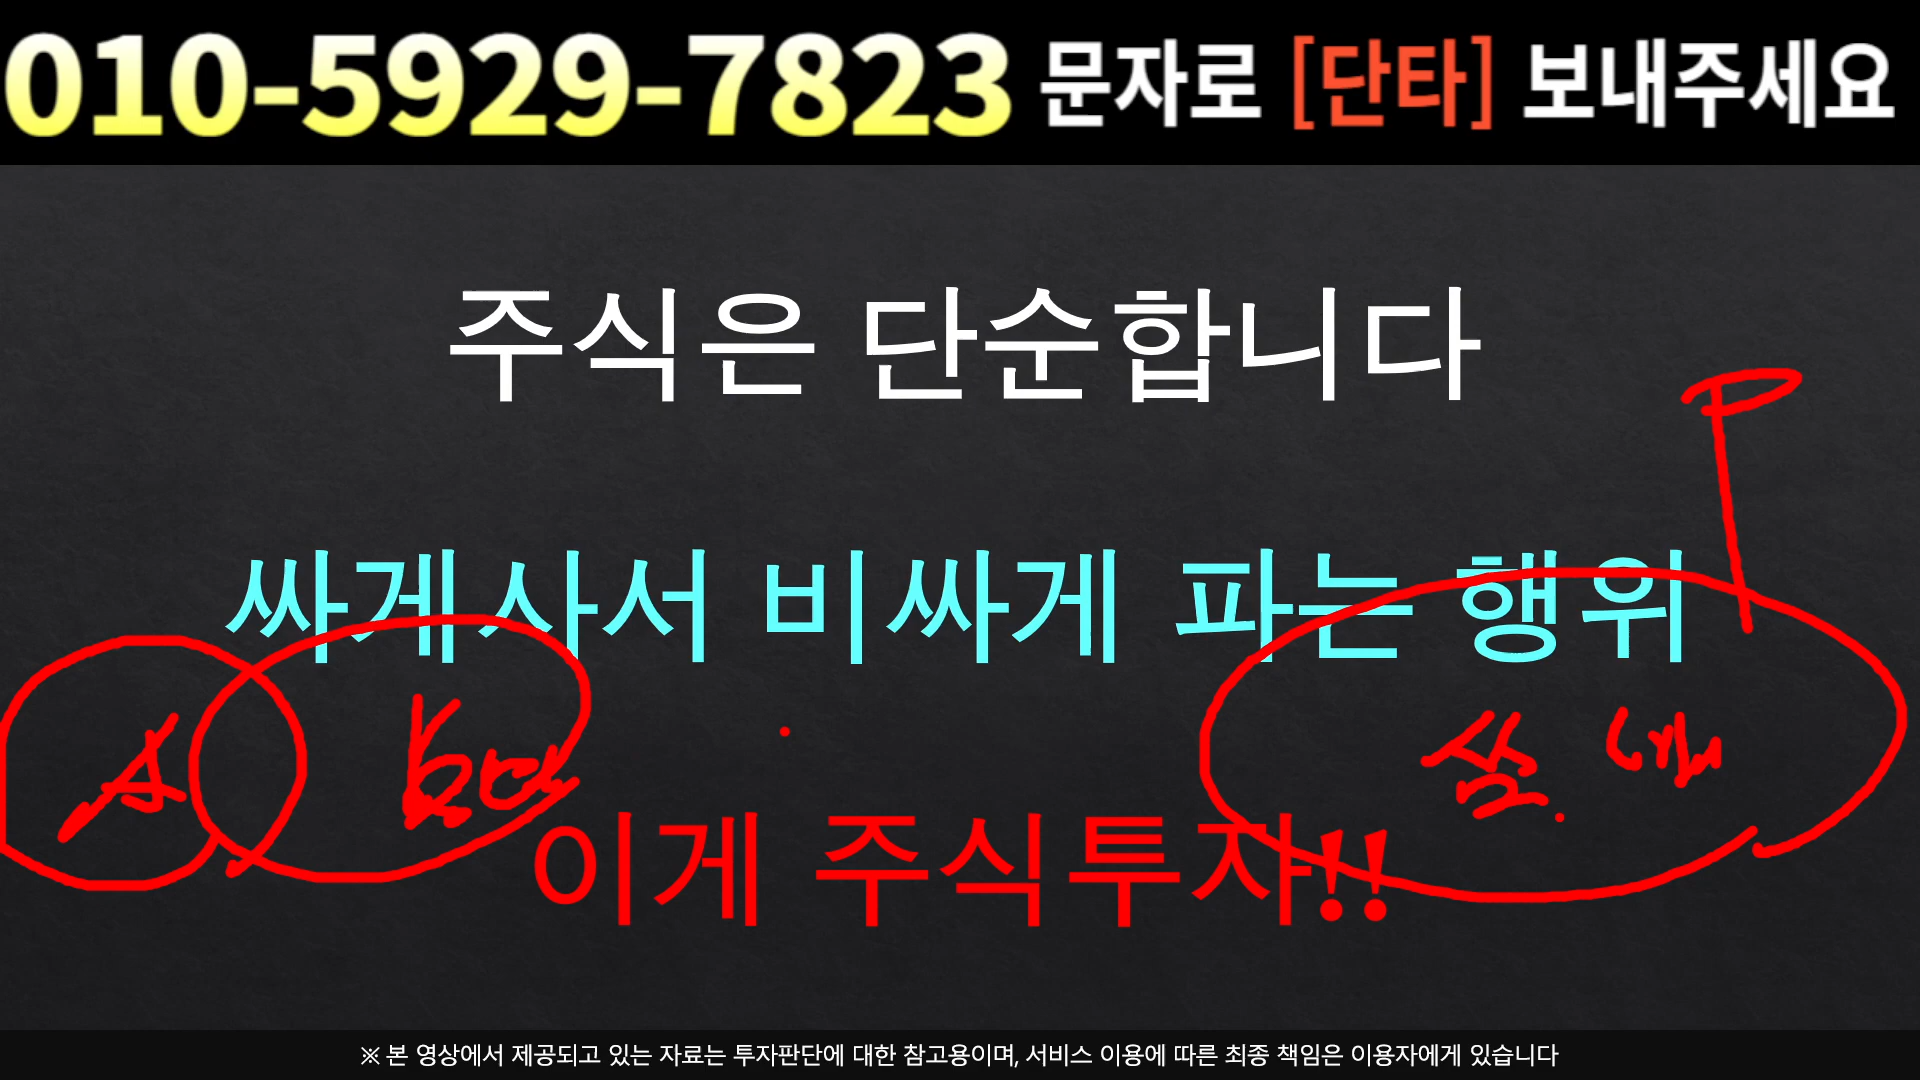 010-5929-7823 문자로 [단타] 보내주세요
주식은 단순합니다
싸게사서 비싸게 파는 행위
이게 주식투자!!
※ 본 영상에서 제공되고 있는 자료는 투자판단에 대한 참고용이며, 서비스 이용에 따른 최종 책임은 이용자에게 있습니다